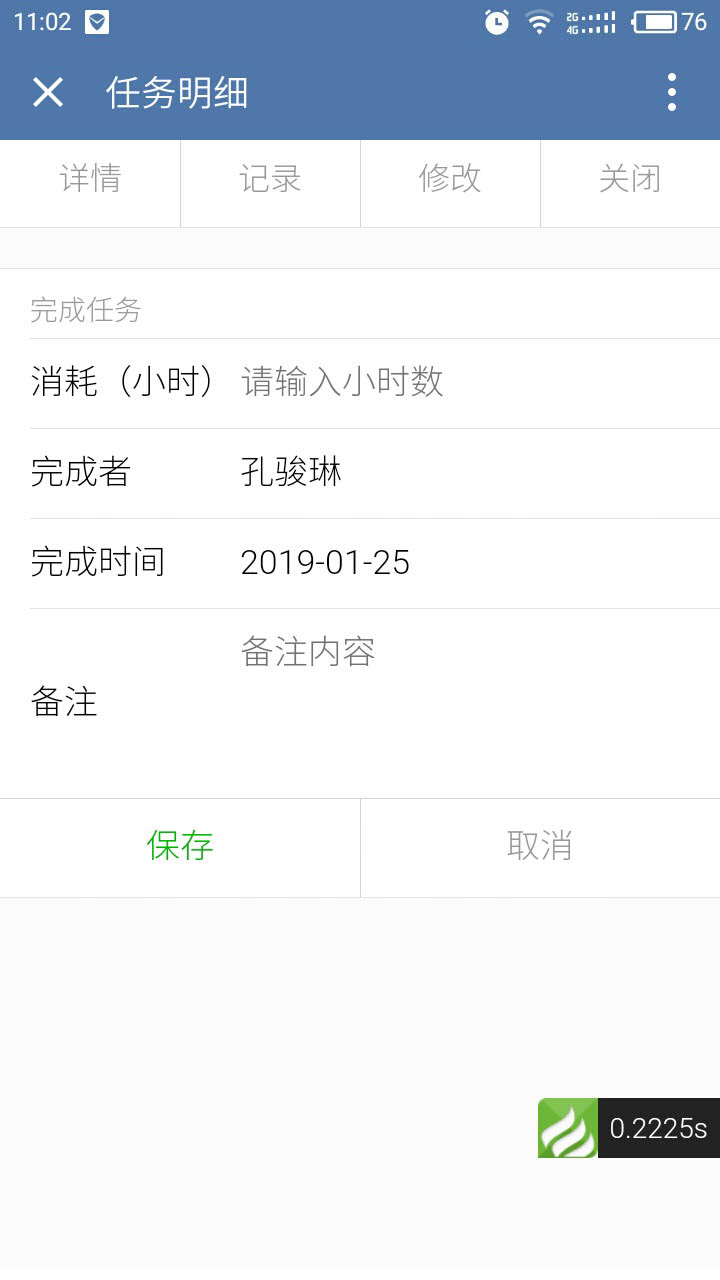 11:02 2G 4G 76
任务明细
详情 记录 修改 关闭
完成任务
消耗（小时） 请输入小时数
完成者 孔骏琳
完成时间 2019-01-25
备注内容
备注
保存 取消
0.2225s